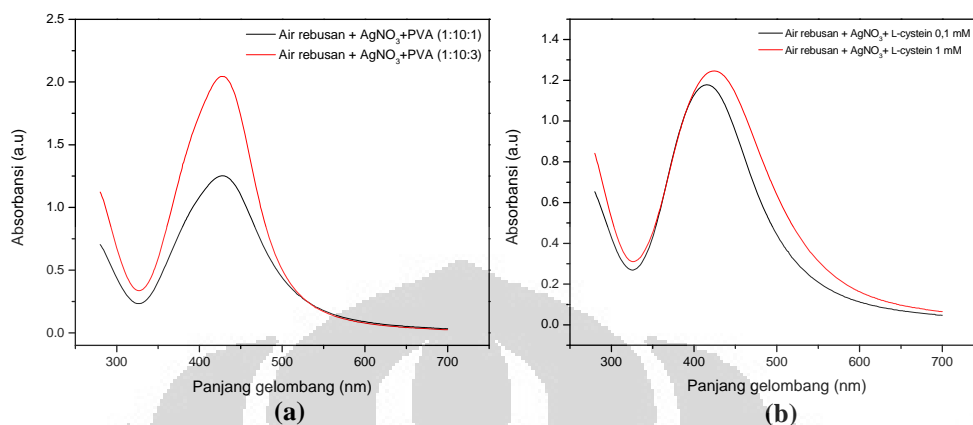 2.5
2.0
1.5
1.0
0.5
0.0
Absorbansi (a.u)
Air rebusan + AgNO₃+PVA (1:10:1)
Air rebusan + AgNO₃+PVA (1:10:3)
300 400 500 600 700
Panjang gelombang (nm)
(a)
1.4
1.2
1.0
0.8
0.6
0.4
0.2
0.0
Absorbansi (a.u)
Air rebusan + AgNO₃+ L-cystein 0,1 mM
Air rebusan + AgNO₃+ L-cystein 1 mM
300 400 500 600 700
Panjang gelombang (nm)
(b)